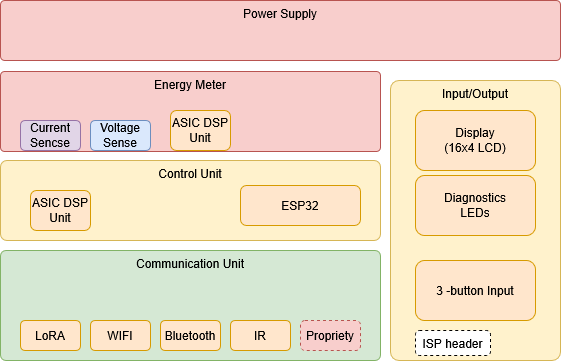 Power Supply
Energy Meter
Current
Sencse
Voltage
Sense
ASIC DSP
Unit
Control Unit
ASIC DSP
Unit
ESP32
Communication Unit
LoRA
WIFI
Bluetooth
IR
Propriety
Input/Output
Display
(16x4 LCD)
Diagnostics
LEDs
3 -button Input
ISP header